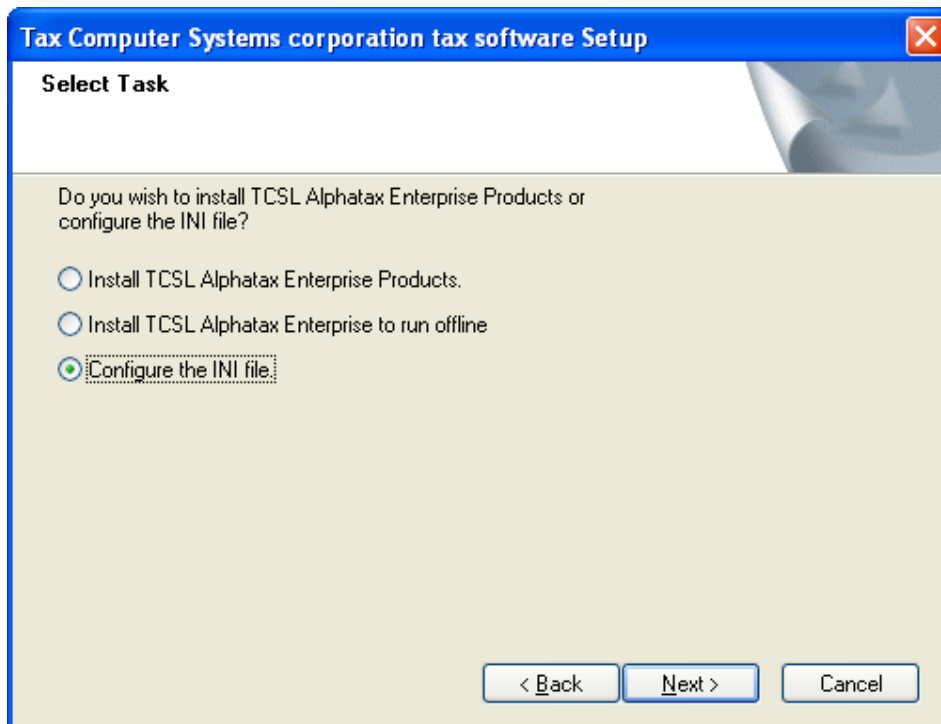 Tax Computer Systems corporation tax software Setup
Select Task
Do you wish to install TCSL Alphatax Enterprise Products or
configure the INI file?
Install TCSL Alphatax Enterprise Products.
Install TCSL Alphatax Enterprise to run offline
Configure the INI file.
< Back
Next >
Cancel